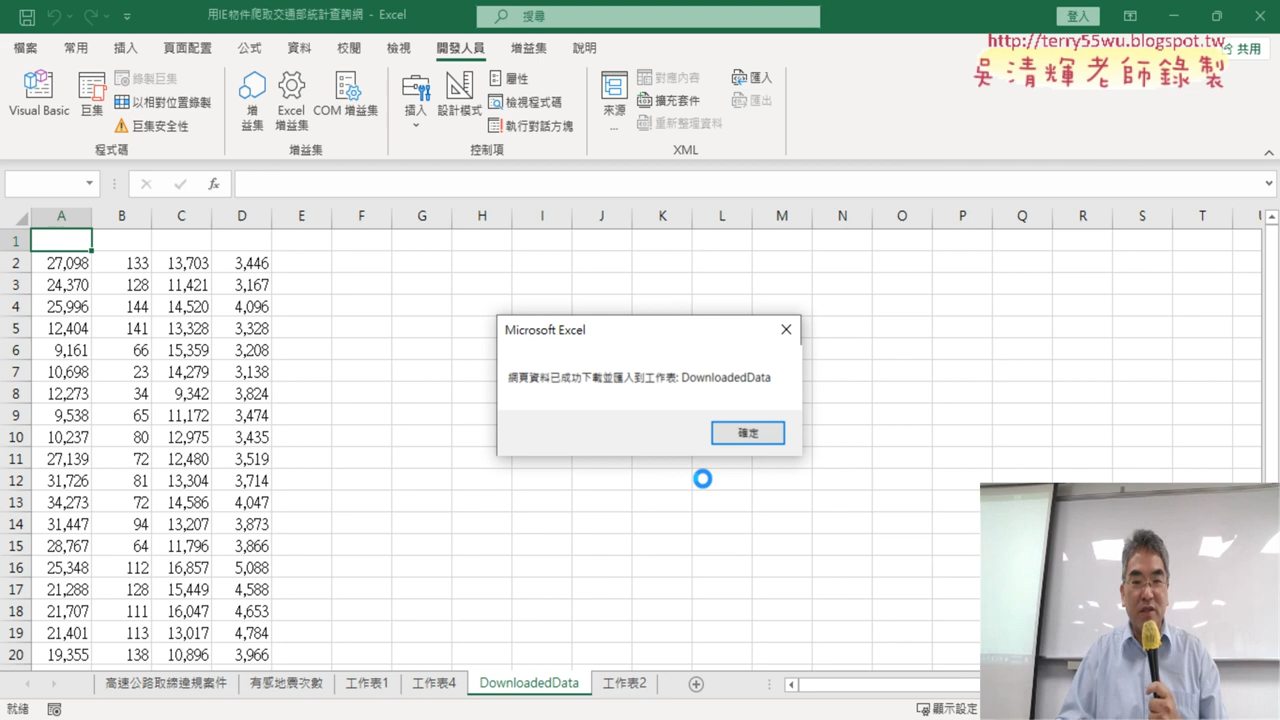 用IE物件爬取交通部統計查詢網 - Excel
搜尋
登入
檔案 常用 插入 頁面配置 公式 資料 校閱 檢視 開發人員 增益集 說明
http://terry55wu.blogspot.tw
共用
吳清輝老師錄製
Visual Basic
巨集
錄製巨集
以相對位置錄製
巨集安全性
程式碼
增益集
Excel 增益集
COM 增益集
增益集
插入
設計模式
屬性
檢視程式碼
執行對話方塊
控制項
來源...
對應內容
擴充套件
重新整理資料
匯入
匯出
XML
fx
A B C D E F G H I J K L M N O P Q R S T U
1
2 27,098 133 13,703 3,446
3 24,370 128 11,421 3,167
4 25,996 144 14,520 4,096
5 12,404 141 13,328 3,328
6 9,161 66 15,359 3,208
7 10,698 23 14,279 3,138
8 12,273 34 9,342 3,824
9 9,538 65 11,172 3,474
10 10,237 80 12,975 3,435
11 27,139 72 12,480 3,519
12 31,726 81 13,304 3,714
13 34,273 72 14,586 4,047
14 31,447 94 13,207 3,873
15 28,767 64 11,796 3,866
16 25,348 112 16,857 5,088
17 21,288 128 15,449 4,588
18 21,707 111 16,047 4,653
19 21,401 113 13,017 4,784
20 19,355 138 10,896 3,966
Microsoft Excel
網頁資料已成功下載並匯入到工作表: DownloadedData
確定
高速公路取締違規案件 有感地震次數 工作表1 工作表4 DownloadedData 工作表2
就緒
顯示設定